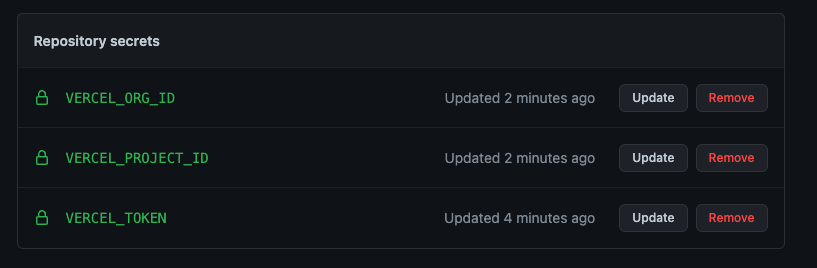 Repository secrets
VERCEL_ORG_ID Updated 2 minutes ago Update Remove
VERCEL_PROJECT_ID Updated 2 minutes ago Update Remove
VERCEL_TOKEN Updated 4 minutes ago Update Remove